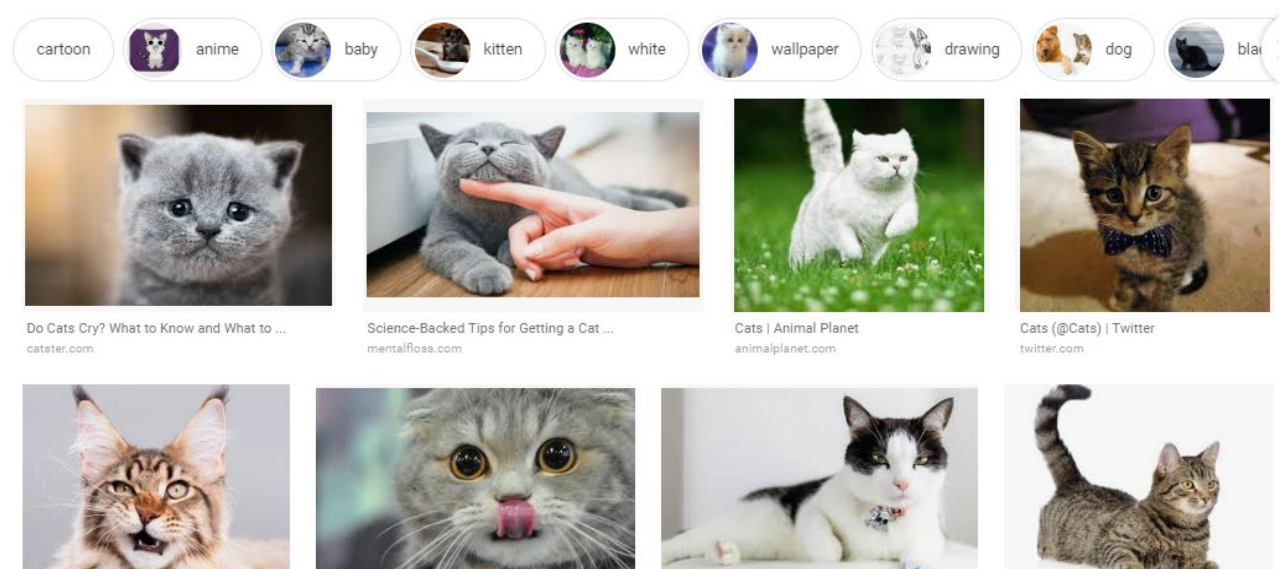 cartoon
anime
baby
kitten
white
wallpaper
drawing
dog
Do Cats Cry? What to Know and What to ...
catster.com
Science-Backed Tips for Getting a Cat ...
mentalfloss.com
Cats | Animal Planet
animalplanet.com
Cats (@Cats) | Twitter
twitter.com